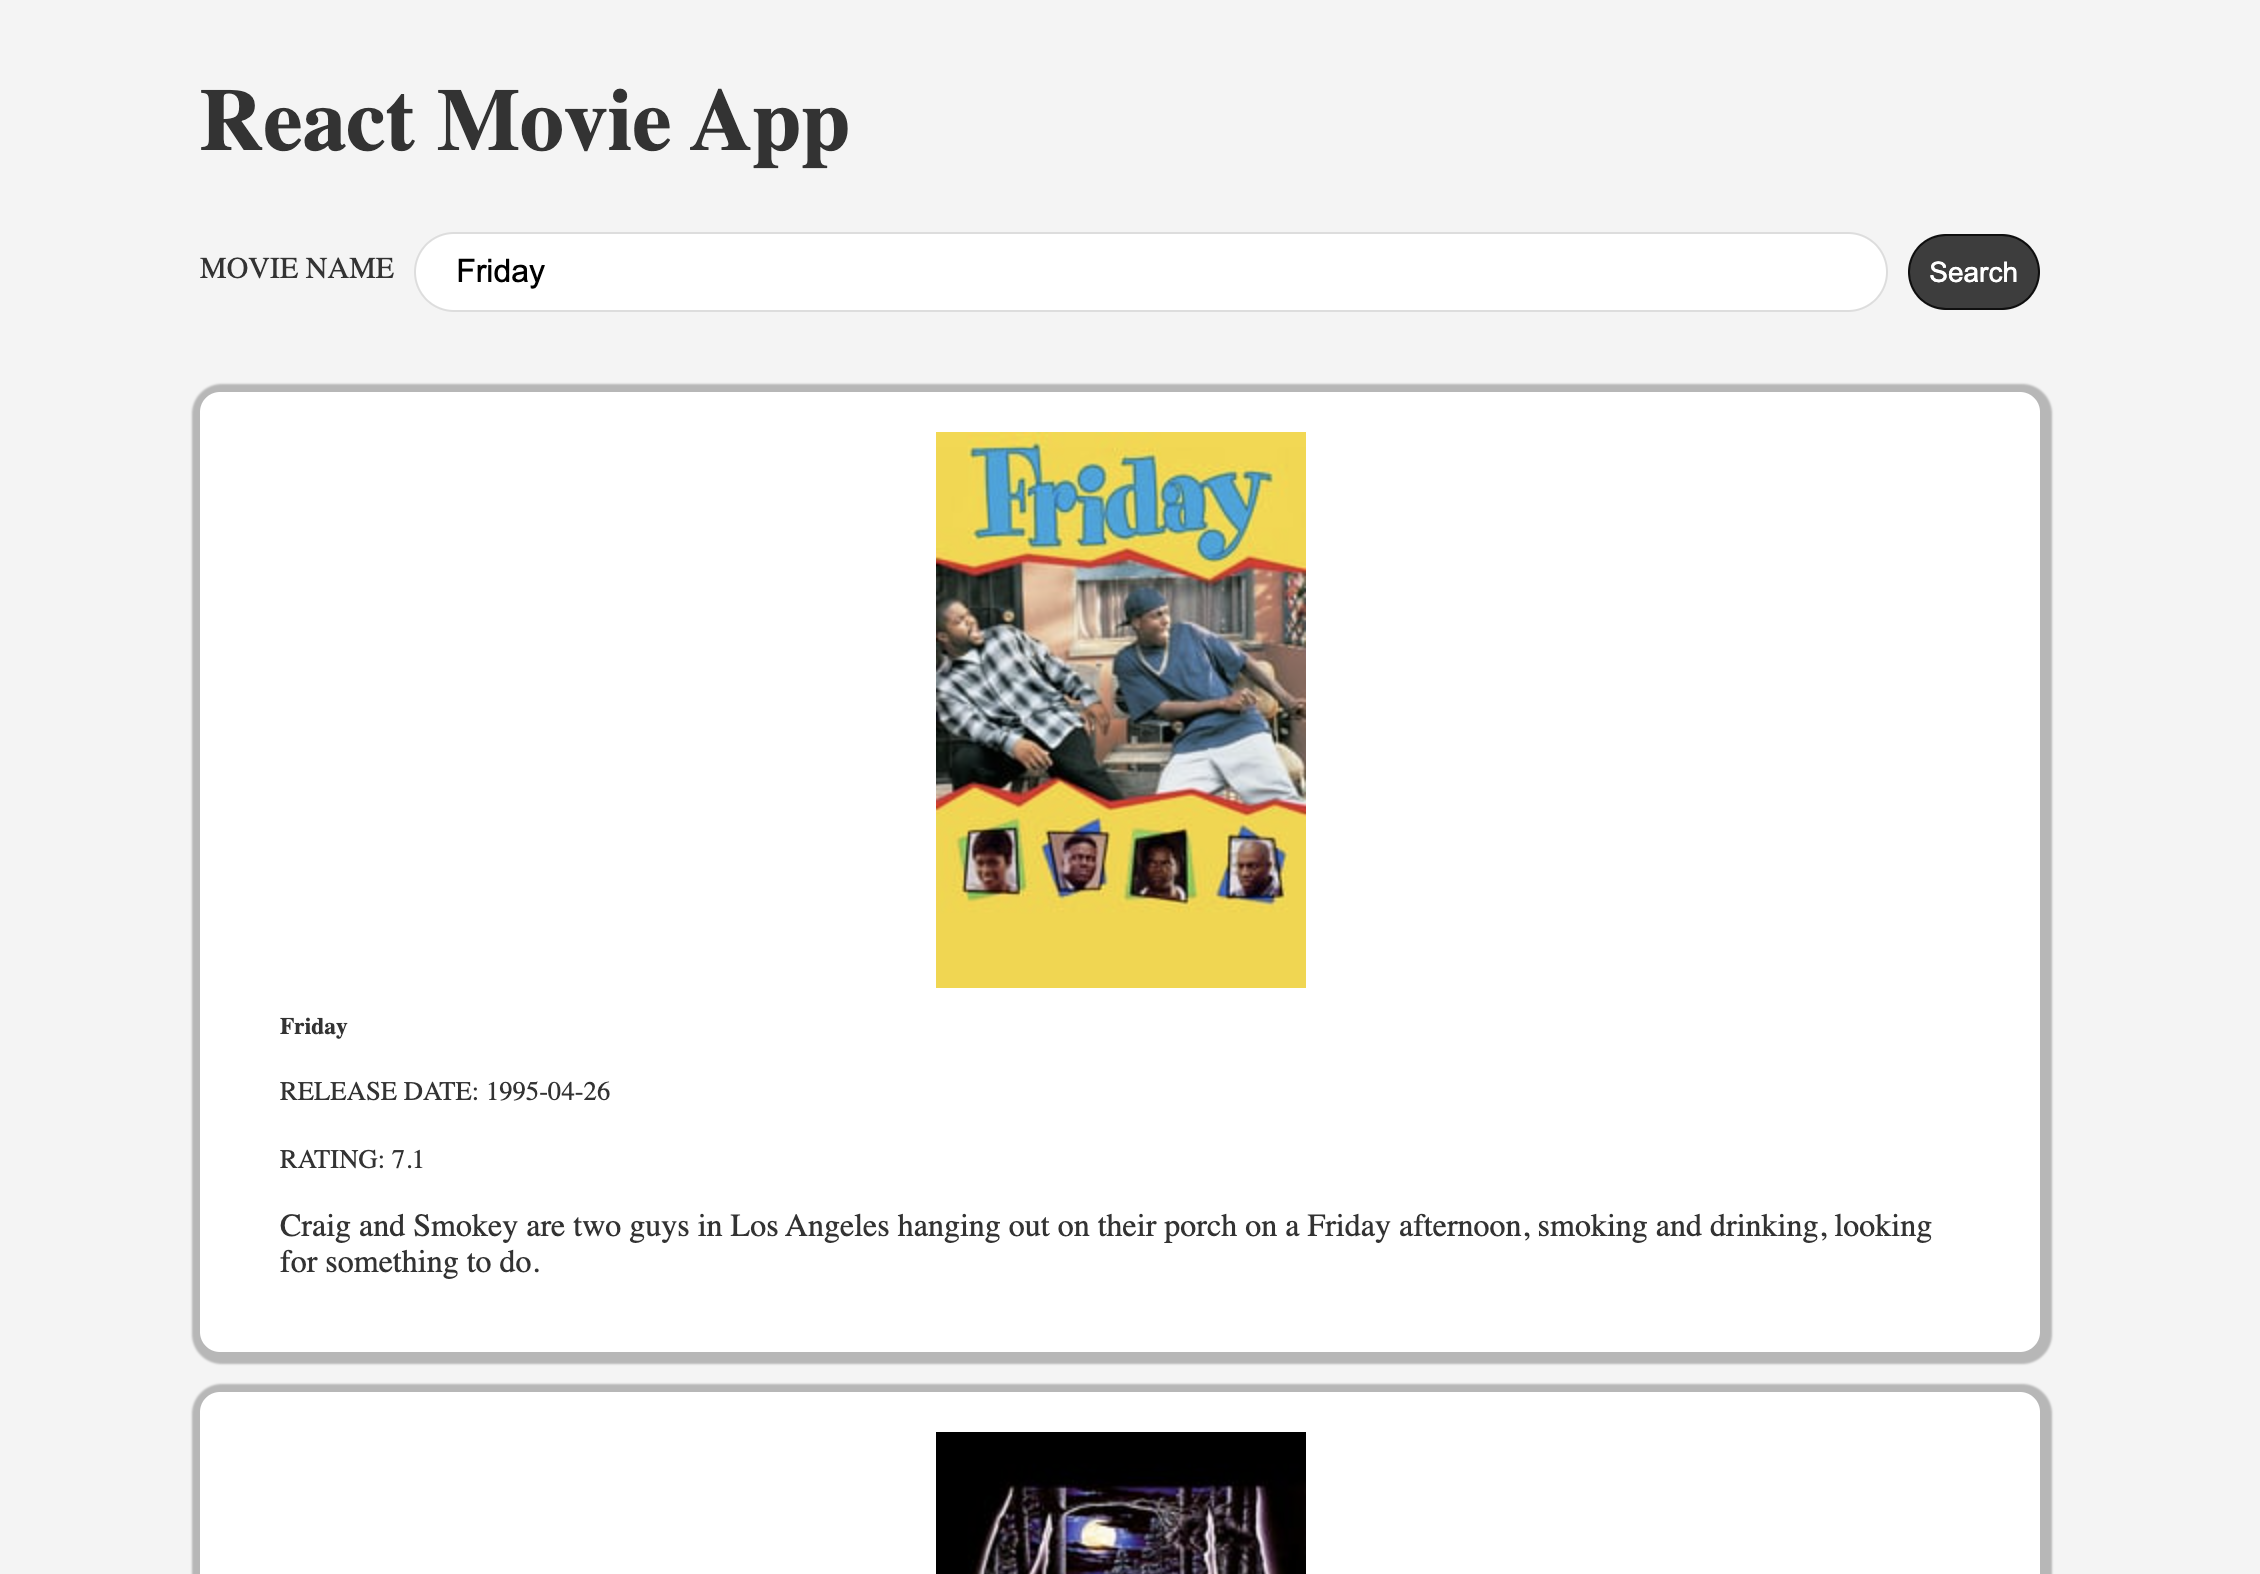 React Movie App
MOVIE NAME
Friday
Search
Friday
Friday
RELEASE DATE: 1995-04-26
RATING: 7.1
Craig and Smokey are two guys in Los Angeles hanging out on their porch on a Friday afternoon, smoking and drinking, looking
for something to do.